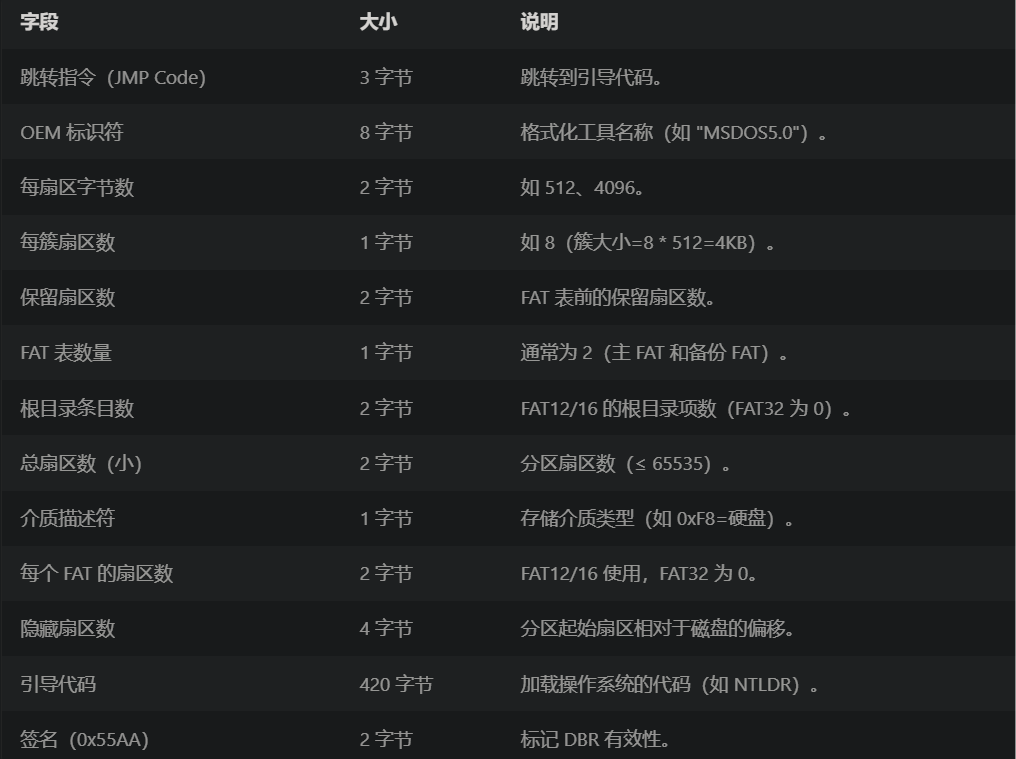 字段 大小 说明
跳转指令（JMP Code） 3 字节 跳转到引导代码。
OEM 标识符 8 字节 格式化工具名称（如 "MSDOS5.0"）。
每扇区字节数 2 字节 如 512、4096。
每簇扇区数 1 字节 如 8（簇大小=8 * 512=4KB）。
保留扇区数 2 字节 FAT 表前的保留扇区数。
FAT 表数量 1 字节 通常为 2（主 FAT 和备份 FAT）。
根目录条目数 2 字节 FAT12/16 的根目录项数（FAT32 为 0）。
总扇区数（小） 2 字节 分区扇区数（≤ 65535）。
介质描述符 1 字节 存储介质类型（如 0xF8=硬盘）。
每个 FAT 的扇区数 2 字节 FAT12/16 使用，FAT32 为 0。
隐藏扇区数 4 字节 分区起始扇区相对于磁盘的偏移。
引导代码 420 字节 加载操作系统的代码（如 NTLDR）。
签名（0x55AA） 2 字节 标记 DBR 有效性。